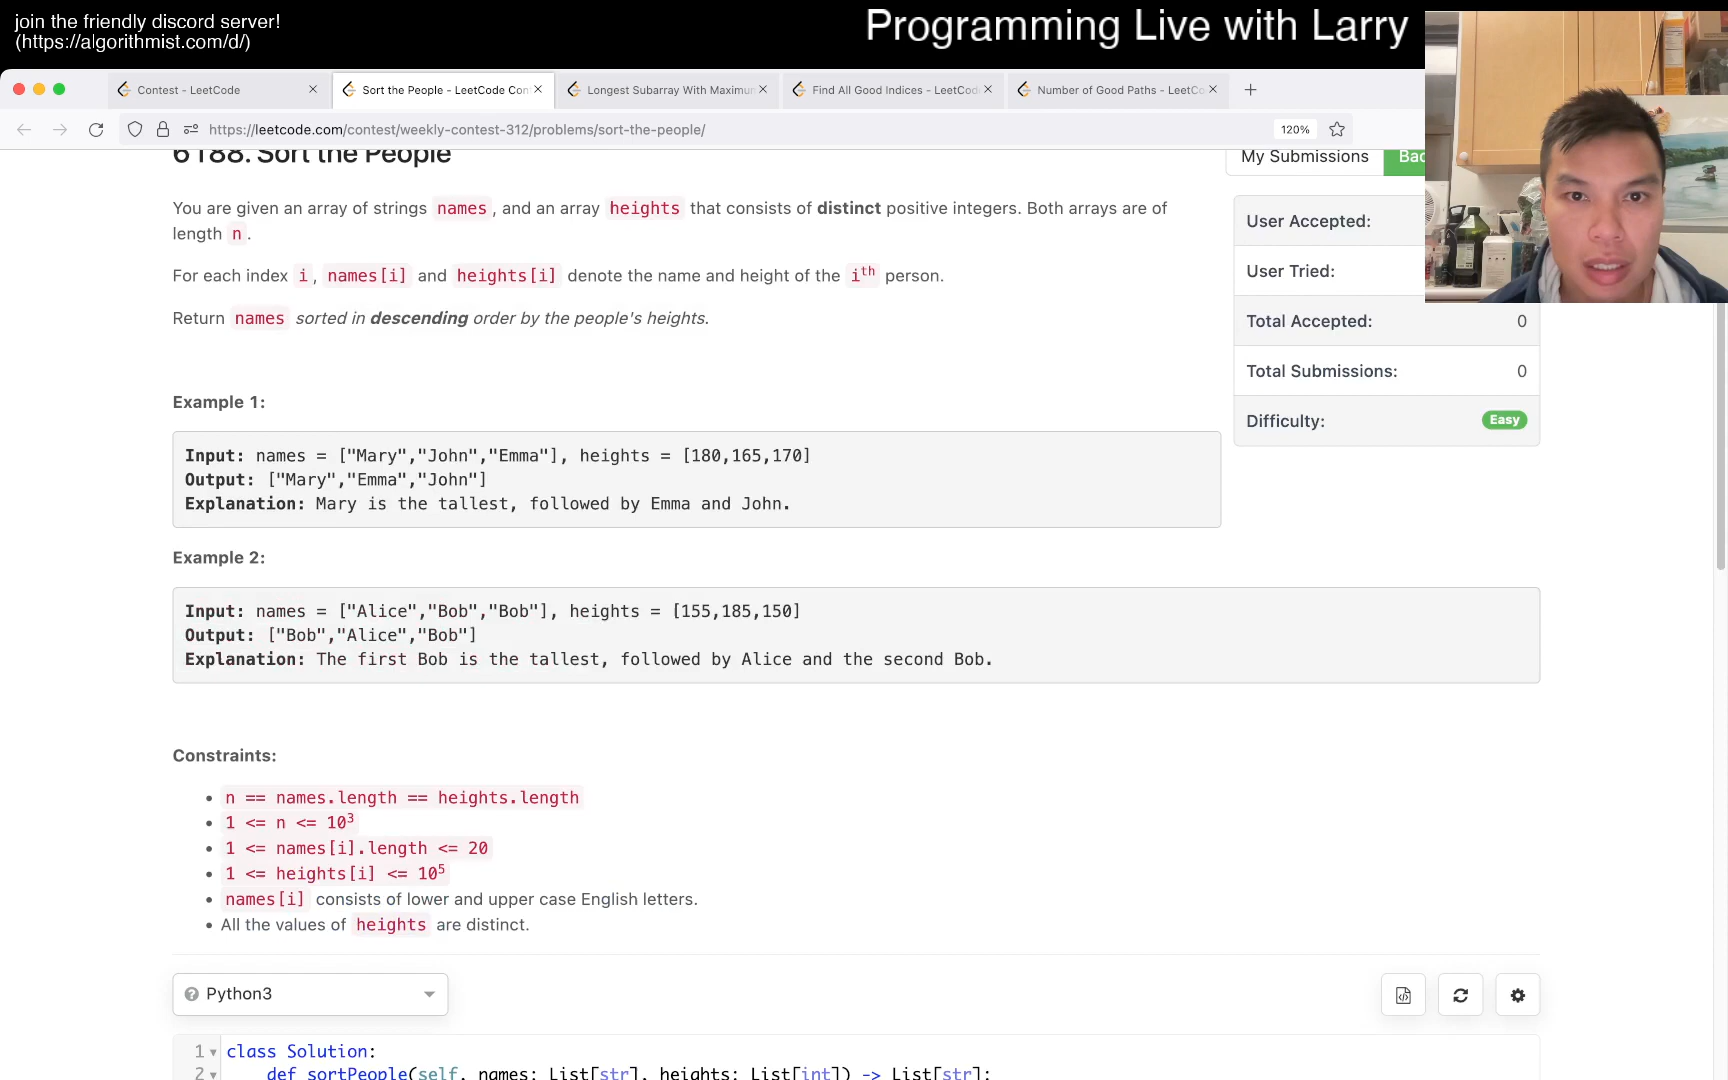 join the friendly discord server!
(https://algorithmist.com/d/)
Programming Live with Larry
Contest - LeetCode
Sort the People - LeetCode Con
Longest Subarray With Maximum
Find All Good Indices - LeetCode
Number of Good Paths - LeetCo
https://leetcode.com/contest/weekly-contest-312/problems/sort-the-people/
120%
6188. Sort the People
My Submissions
Bac
You are given an array of strings names, and an array heights that consists of distinct positive integers. Both arrays are of
length n.
For each index i, names[i] and heights[i] denote the name and height of the ith person.
Return names sorted in descending order by the people's heights.
User Accepted:
User Tried:
Total Accepted: 0
Total Submissions: 0
Difficulty: Easy
Example 1:
Input: names = ["Mary","John","Emma"], heights = [180,165,170]
Output: ["Mary","Emma","John"]
Explanation: Mary is the tallest, followed by Emma and John.
Example 2:
Input: names = ["Alice","Bob","Bob"], heights = [155,185,150]
Output: ["Bob","Alice","Bob"]
Explanation: The first Bob is the tallest, followed by Alice and the second Bob.
Constraints:
n == names.length == heights.length
1 <= n <= 10³
1 <= names[i].length <= 20
1 <= heights[i] <= 10⁵
names[i] consists of lower and upper case English letters.
All the values of heights are distinct.
Python3
1 class Solution:
2 def sortPeople(self, names: List[str], heights: List[int]) -> List[str]: